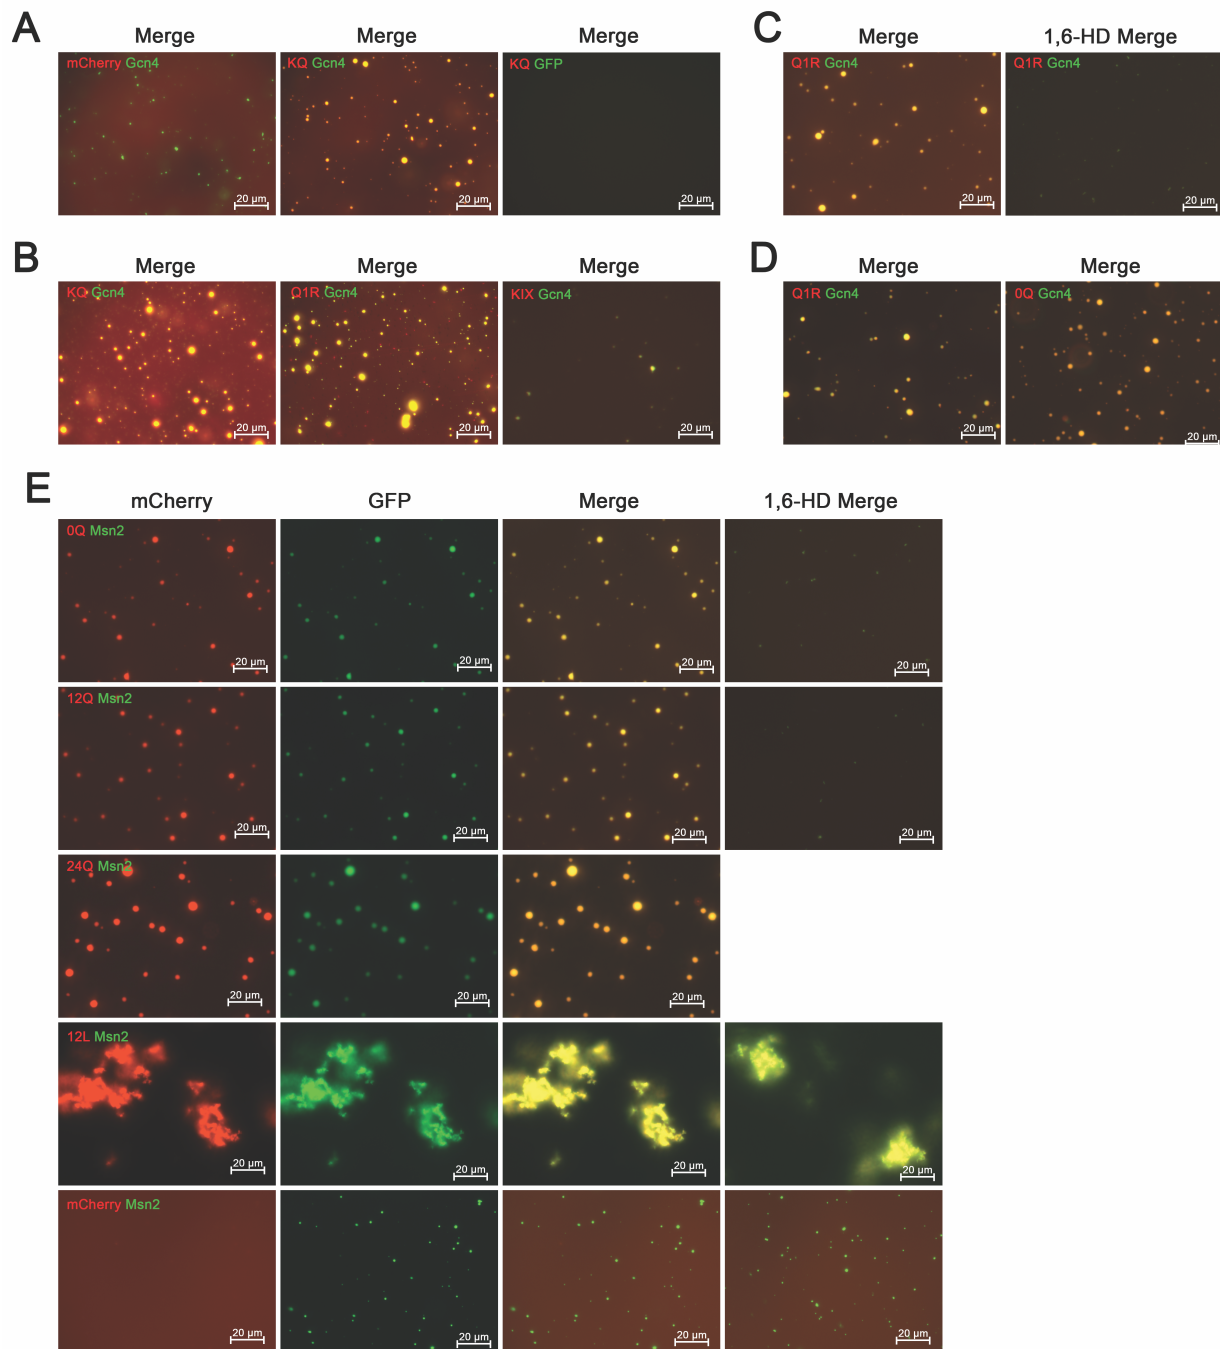 A
Merge
Merge
Merge
mCherry Gcn4
KQ Gcn4
KQ GFP
20 µm
20 µm
20 µm
C
Merge
1,6-HD Merge
Q1R Gcn4
Q1R Gcn4
20 µm
20 µm
B
Merge
Merge
Merge
KQ Gcn4
Q1R Gcn4
KIX Gcn4
20 µm
20 µm
20 µm
D
Merge
Merge
Q1R Gcn4
0Q Gcn4
20 µm
20 µm
E
mCherry
GFP
Merge
1,6-HD Merge
0Q Msn2
20 µm
20 µm
20 µm
20 µm
12Q Msn2
20 µm
20 µm
20 µm
20 µm
24Q Msn2
20 µm
20 µm
20 µm
12L Msn2
20 µm
20 µm
20 µm
20 µm
mCherry Msn2
20 µm
20 µm
20 µm
20 µm